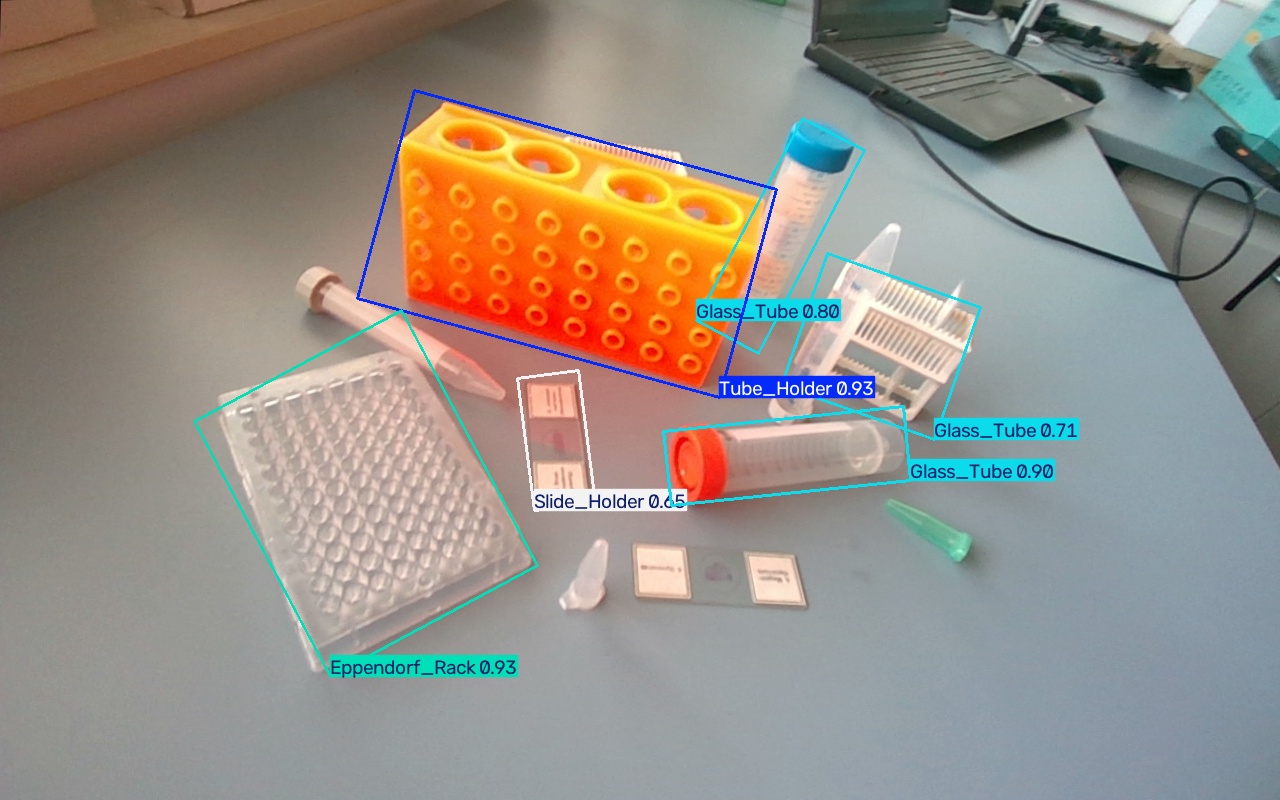 Glass_Tube 0.80
Tube_Holder 0.93
Glass_Tube 0.71
Glass_Tube 0.90
Slide_Holder 0.65
Eppendorf_Rack 0.93